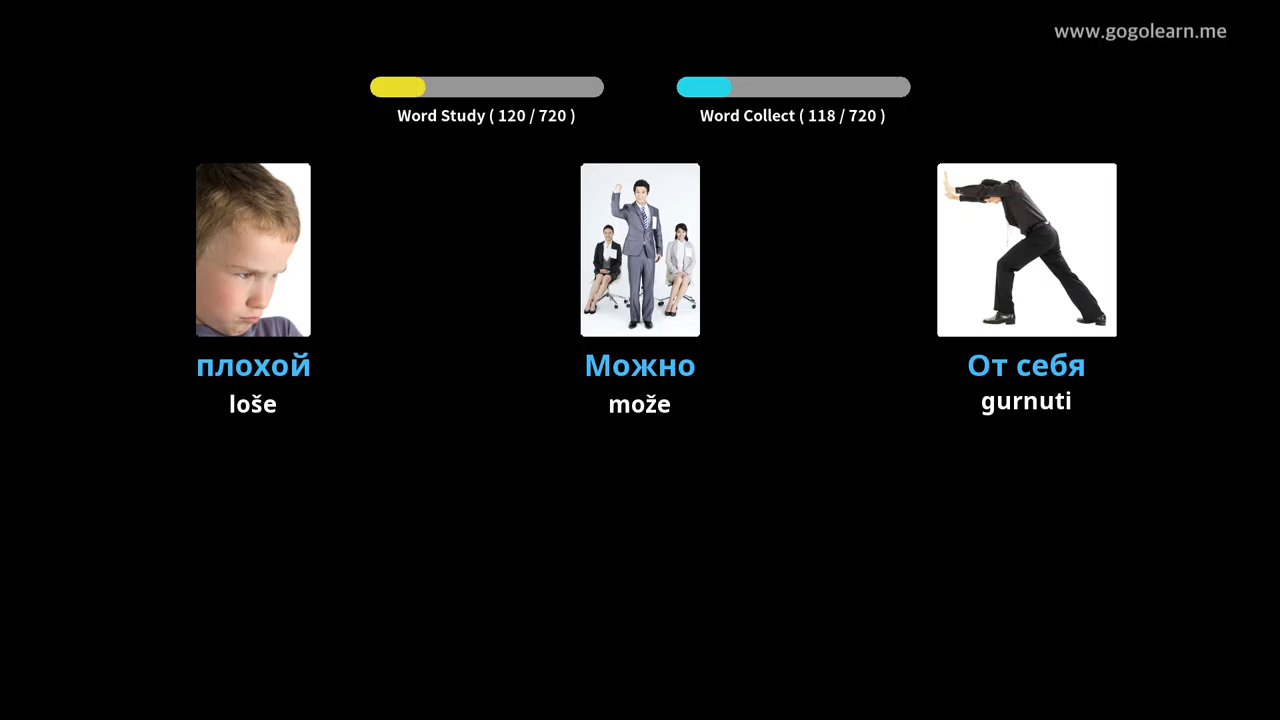 www.gogolearn.me
Word Study ( 120 / 720 )
Word Collect ( 118 / 720 )
плохой
loše
Можно
može
От себя
gurnuti